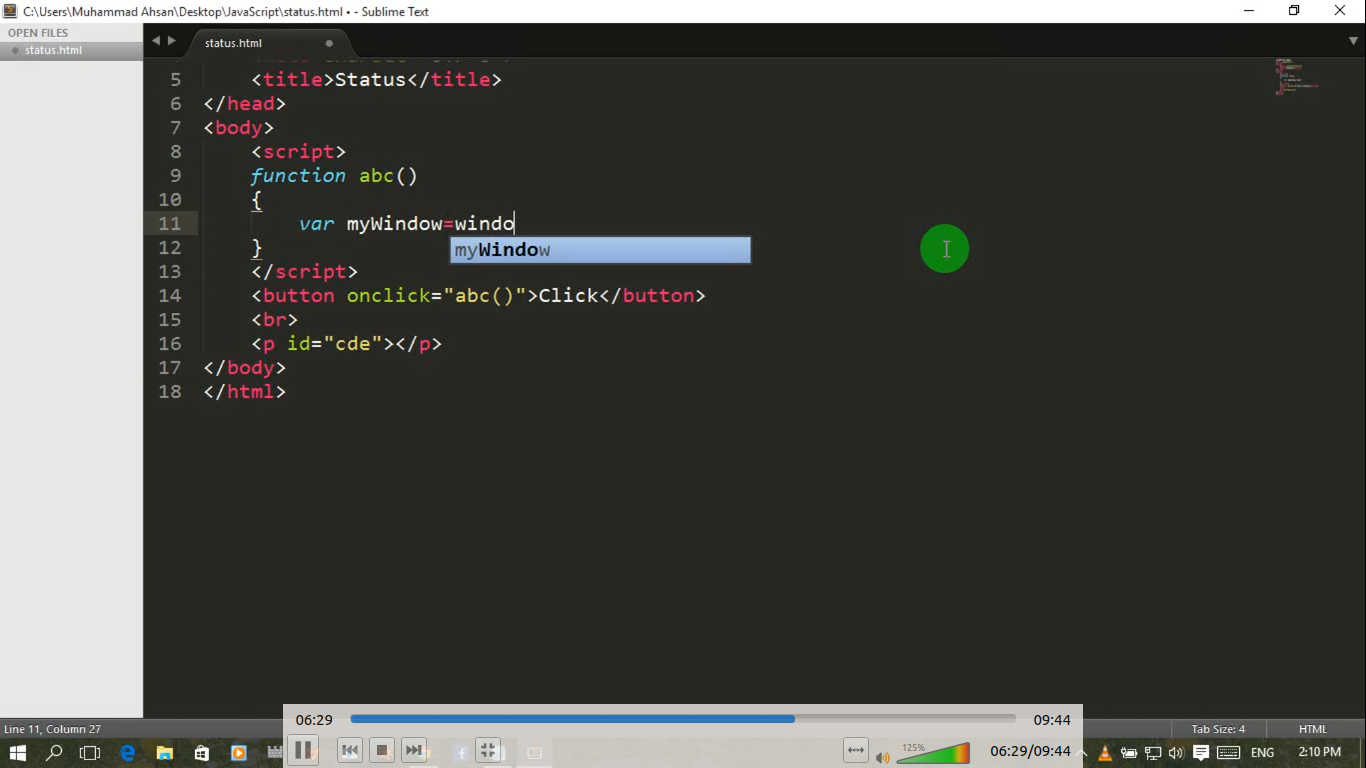 C:\Users\Muhammad Ahsan\Desktop\JavaScript\status.html • - Sublime Text
OPEN FILES
status.html
status.html
5 <title>Status</title>
6 </head>
7 <body>
8 <script>
9 function abc()
10 {
11 var myWindow=windo
myWindow
12 }
13 </script>
14 <button onclick="abc()">Click</button>
15 <br>
16 <p id="cde"></p>
17 </body>
18 </html>
Line 11, Column 27
Tab Size: 4
HTML
06:29
09:44
125%
06:29/09:44
ENG
2:10 PM